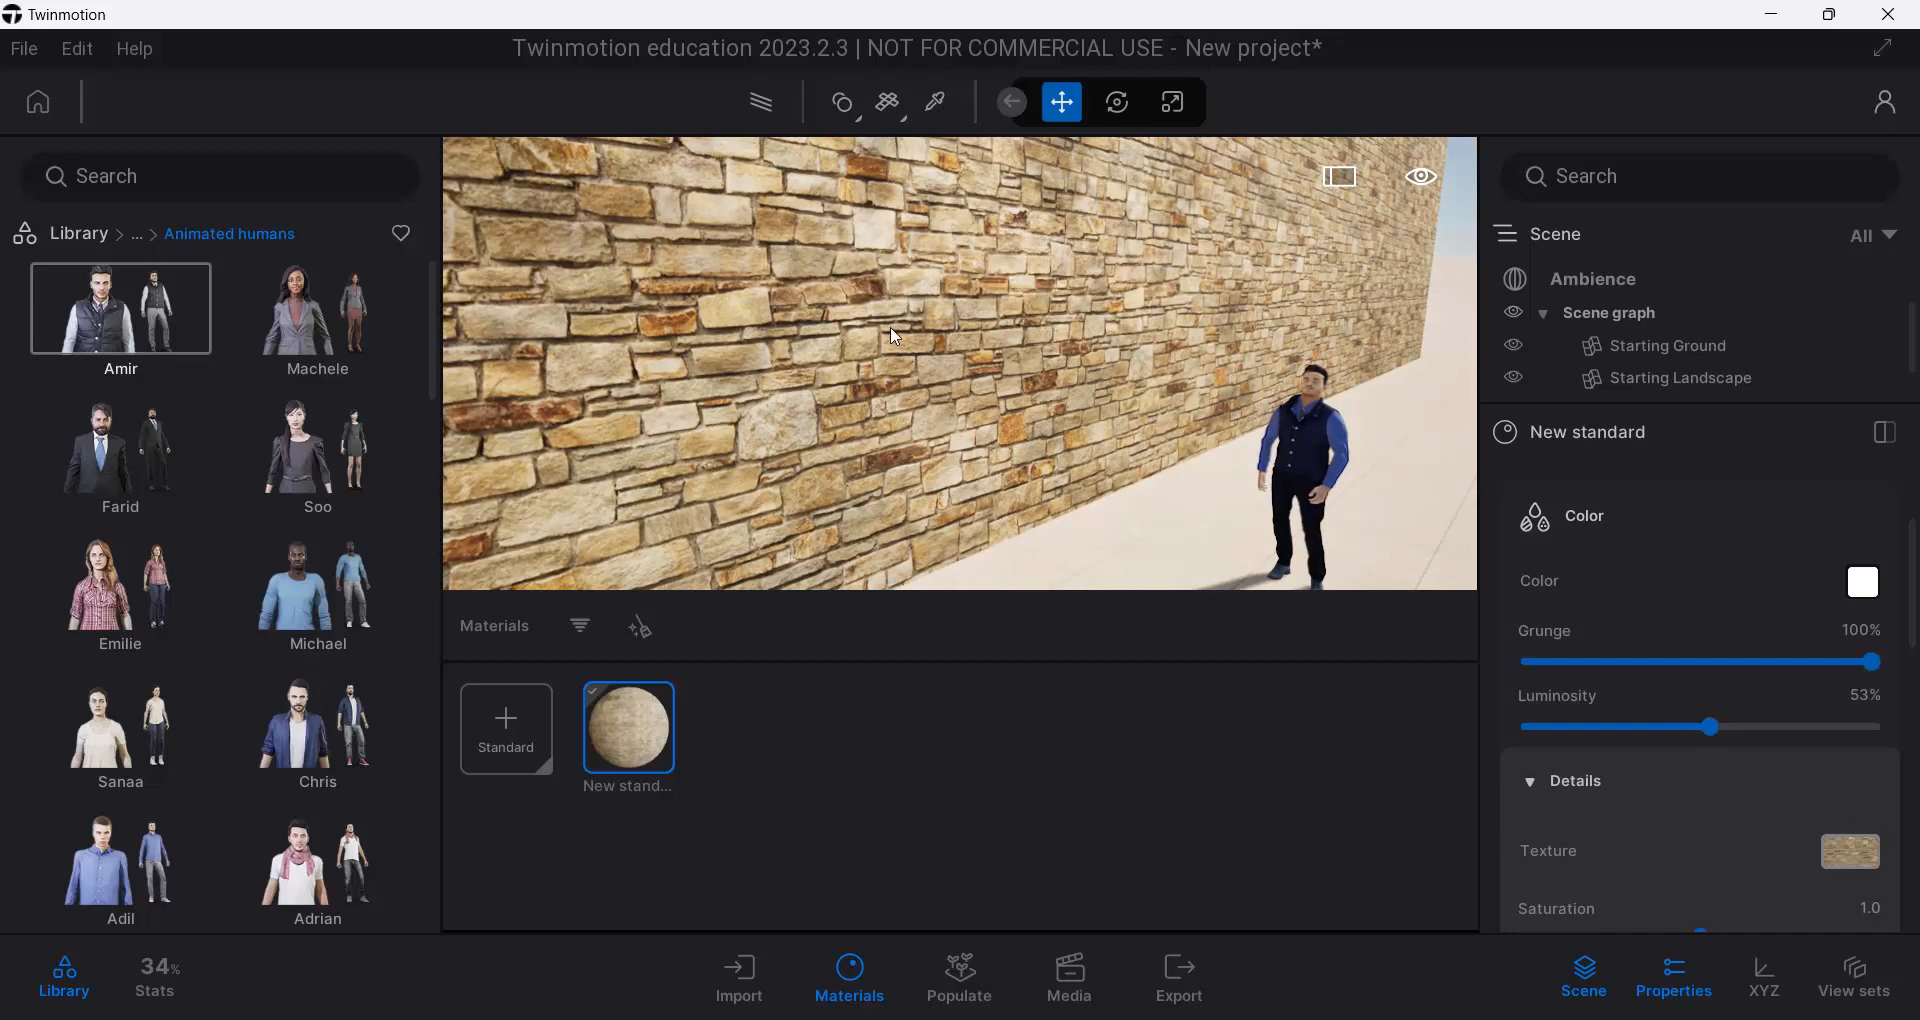 Twinmotion
File Edit Help
Twinmotion education 2023.2.3 | NOT FOR COMMERCIAL USE - New project*
Search
Library > ... > Animated humans
Amir
Machele
Farid
Soo
Emilie
Michael
Sanaa
Chris
Adil
Adrian
Materials
+
Standard
New stand...
Search
Scene
All
Ambience
Scene graph
Starting Ground
Starting Landscape
New standard
Color
Color
Grunge 100%
Luminosity 53%
Details
Texture
Saturation 1.0
Library
34%
Stats
Import
Materials
Populate
Media
Export
Scene
Properties
XYZ
View sets